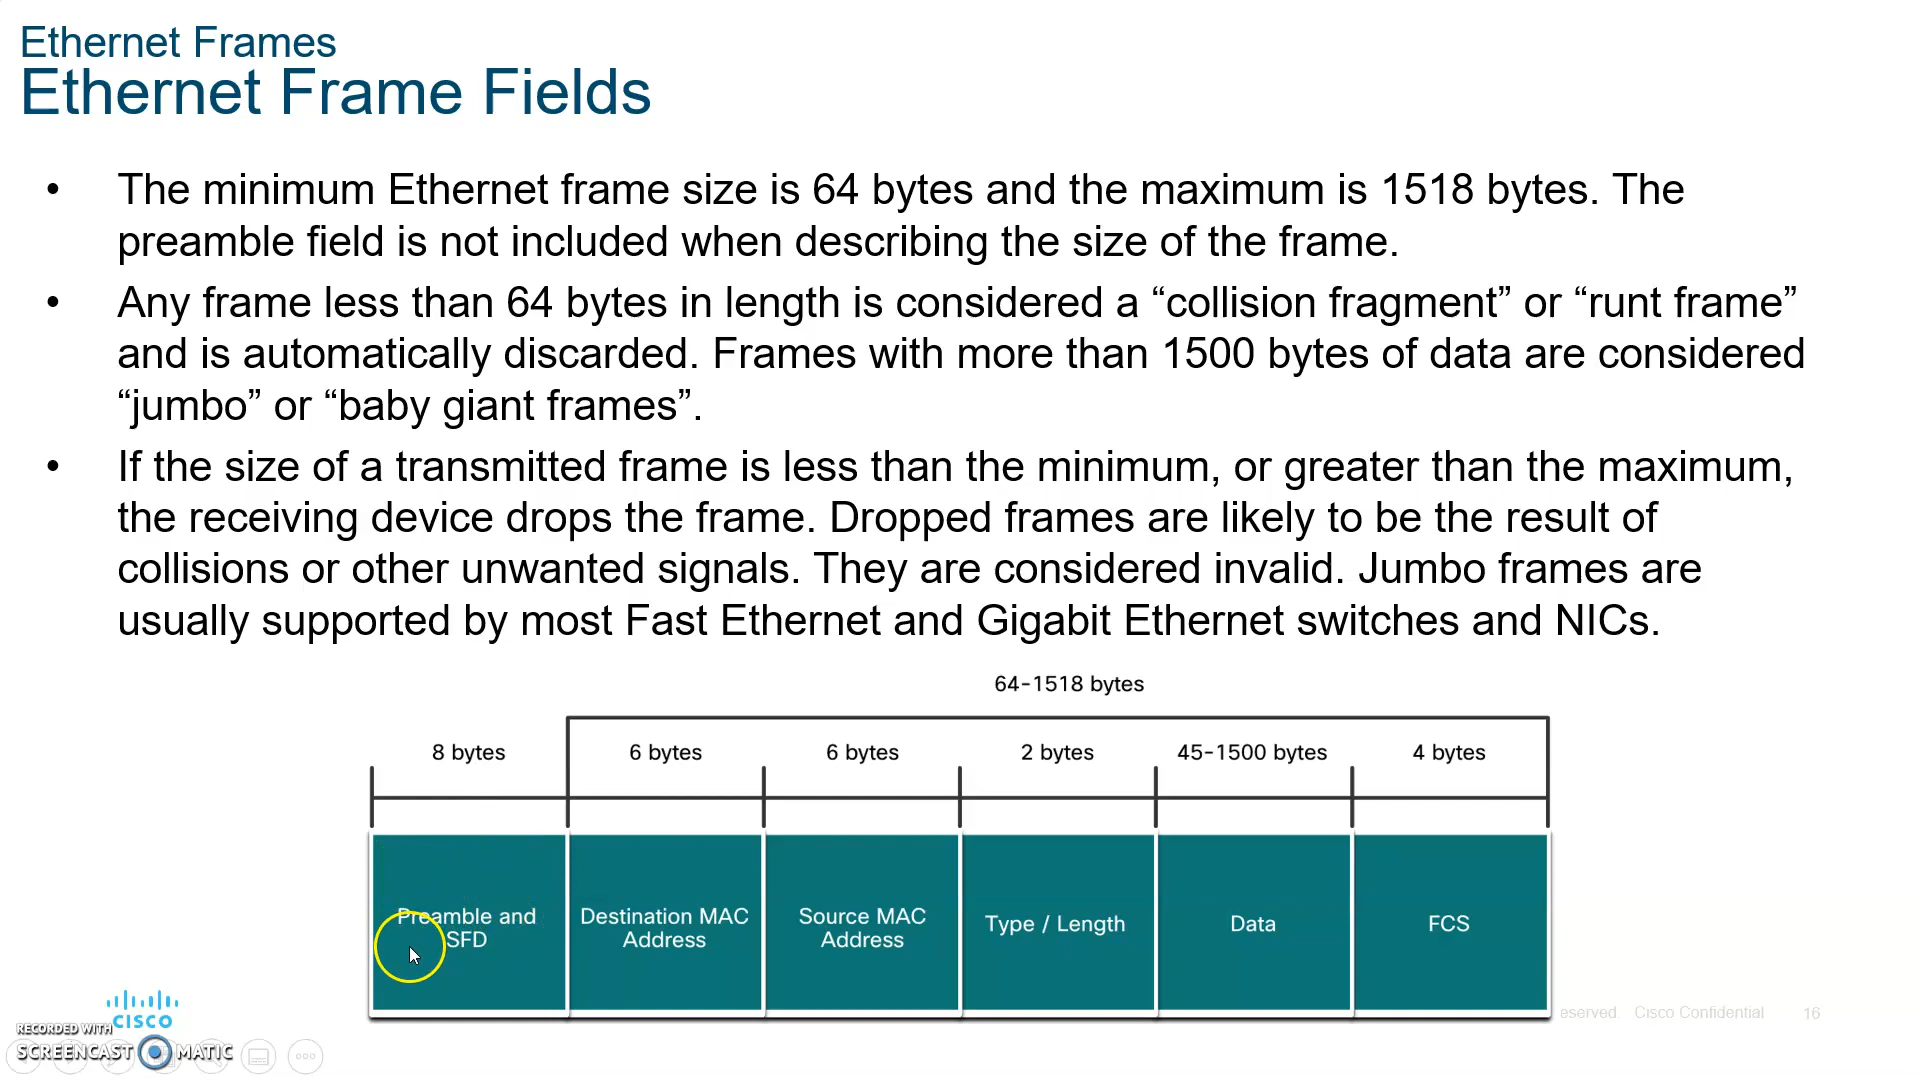 Ethernet Frames
Ethernet Frame Fields
• The minimum Ethernet frame size is 64 bytes and the maximum is 1518 bytes. The
preamble field is not included when describing the size of the frame.
• Any frame less than 64 bytes in length is considered a “collision fragment” or “runt frame”
and is automatically discarded. Frames with more than 1500 bytes of data are considered
“jumbo” or “baby giant frames”.
• If the size of a transmitted frame is less than the minimum, or greater than the maximum,
the receiving device drops the frame. Dropped frames are likely to be the result of
collisions or other unwanted signals. They are considered invalid. Jumbo frames are
usually supported by most Fast Ethernet and Gigabit Ethernet switches and NICs.
64-1518 bytes
8 bytes 6 bytes 6 bytes 2 bytes 45-1500 bytes 4 bytes
Preamble and
SFD
Destination MAC
Address
Source MAC
Address
Type / Length
Data
FCS
eserved. Cisco Confidential 16
CISCO
RECORDED WITH
SCREENCAST MATIC